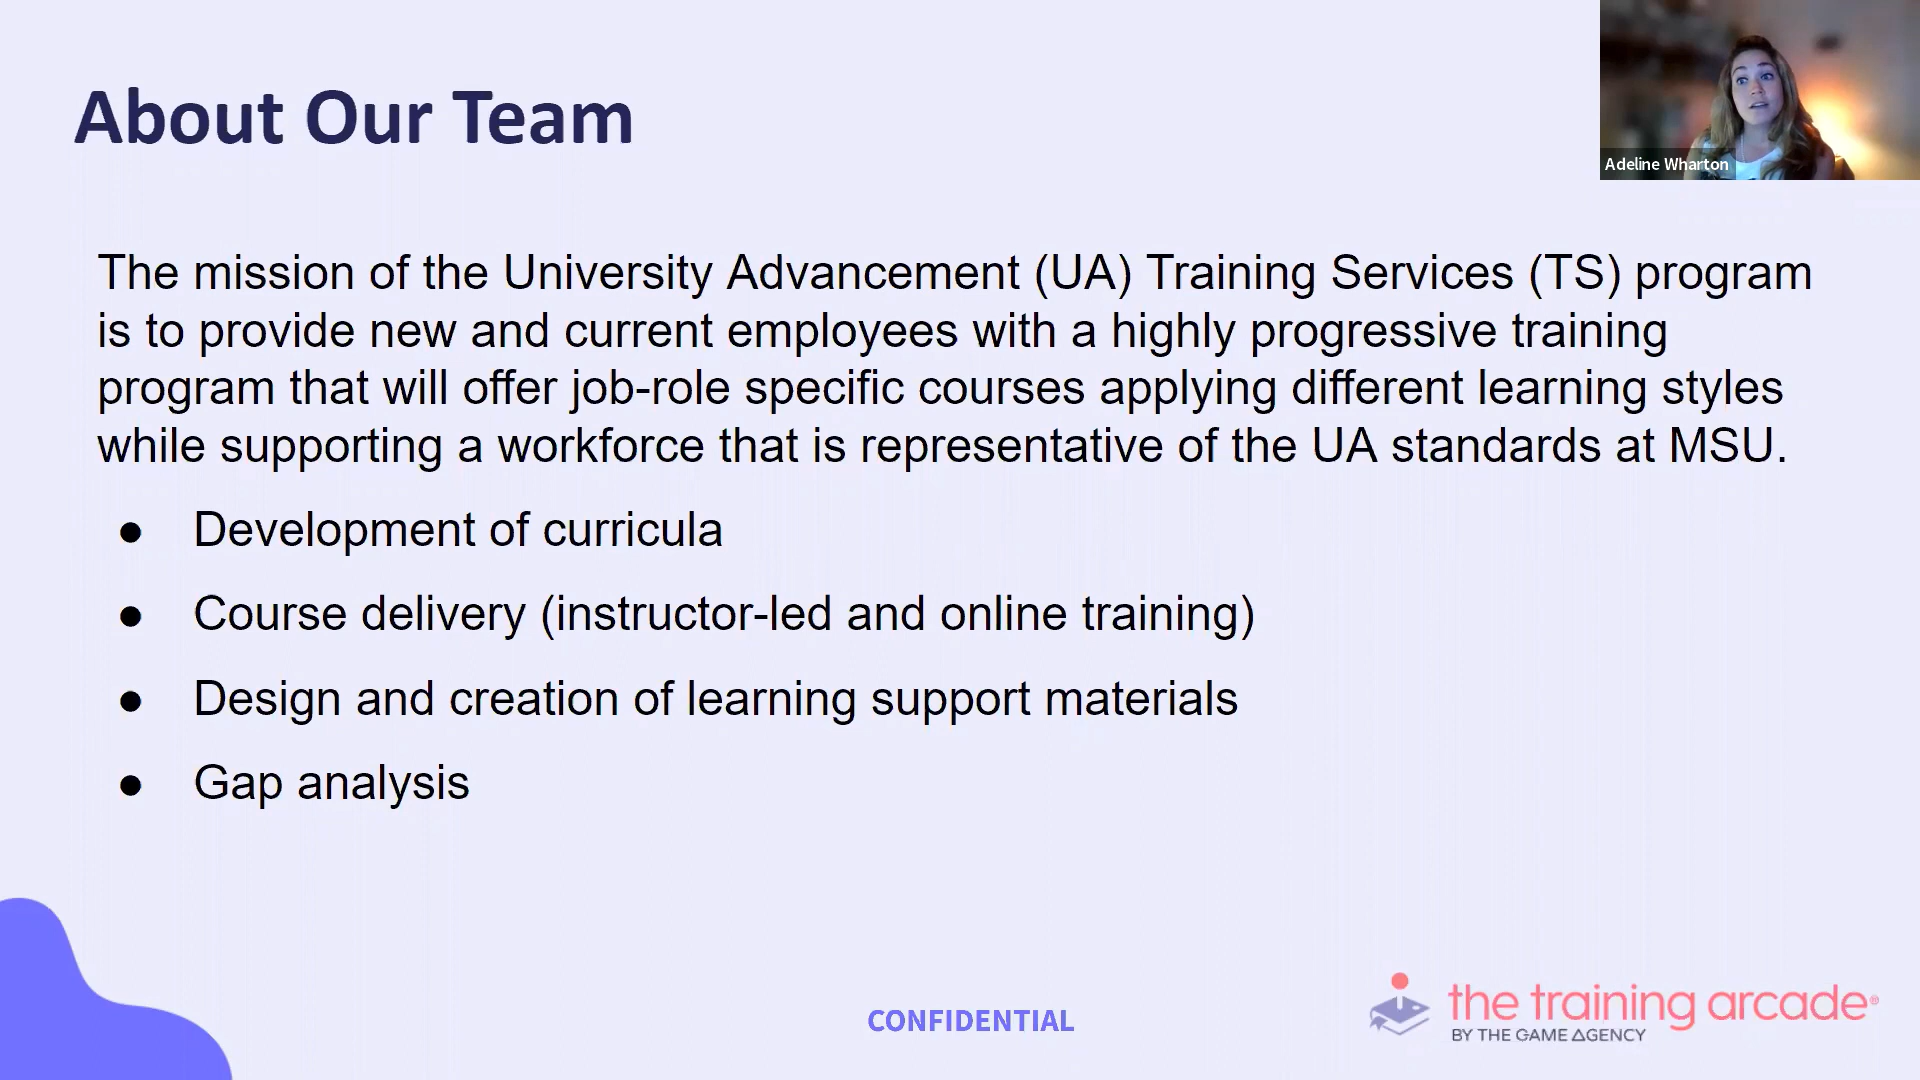 About Our Team
Adeline Wharton
The mission of the University Advancement (UA) Training Services (TS) program
is to provide new and current employees with a highly progressive training
program that will offer job-role specific courses applying different learning styles
while supporting a workforce that is representative of the UA standards at MSU.
● Development of curricula
● Course delivery (instructor-led and online training)
● Design and creation of learning support materials
● Gap analysis
CONFIDENTIAL
the training arcade®
BY THE GAME AGENCY